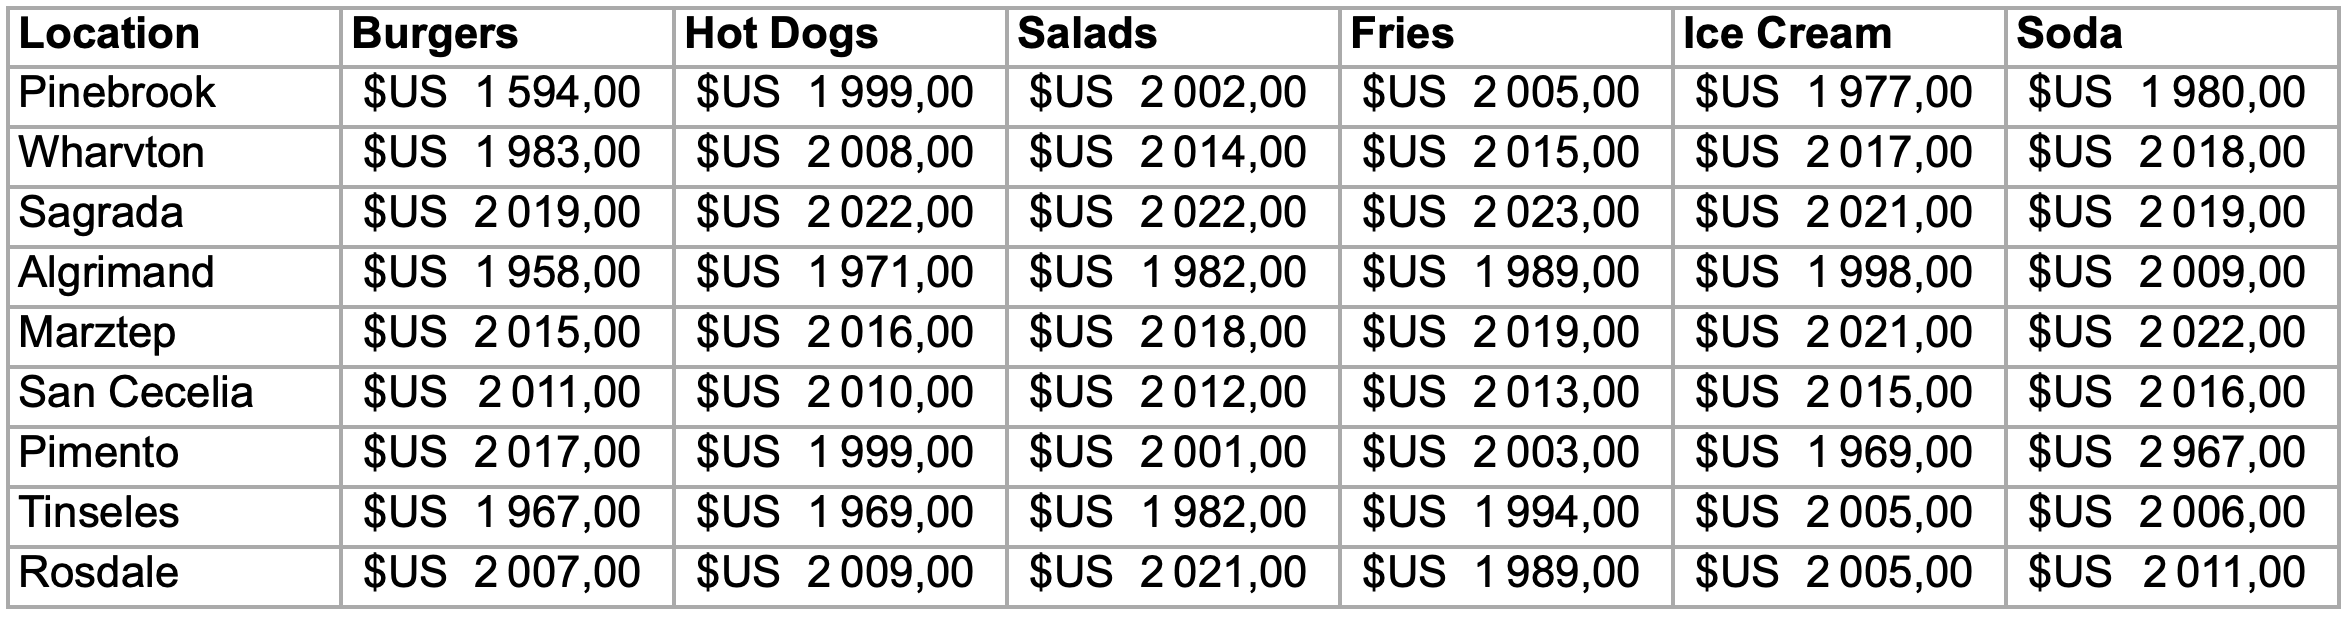 Location Burgers Hot Dogs Salads Fries Ice Cream Soda
Pinebrook $US 1 594,00 $US 1 999,00 $US 2 002,00 $US 2 005,00 $US 1 977,00 $US 1 980,00
Wharvton $US 1 983,00 $US 2 008,00 $US 2 014,00 $US 2 015,00 $US 2 017,00 $US 2 018,00
Sagrada $US 2 019,00 $US 2 022,00 $US 2 022,00 $US 2 023,00 $US 2 021,00 $US 2 019,00
Algrimand $US 1 958,00 $US 1 971,00 $US 1 982,00 $US 1 989,00 $US 1 998,00 $US 2 009,00
Marztep $US 2 015,00 $US 2 016,00 $US 2 018,00 $US 2 019,00 $US 2 021,00 $US 2 022,00
San Cecelia $US 2 011,00 $US 2 010,00 $US 2 012,00 $US 2 013,00 $US 2 015,00 $US 2 016,00
Pimento $US 2 017,00 $US 1 999,00 $US 2 001,00 $US 2 003,00 $US 1 969,00 $US 2 967,00
Tinseles $US 1 967,00 $US 1 969,00 $US 1 982,00 $US 1 994,00 $US 2 005,00 $US 2 006,00
Rosdale $US 2 007,00 $US 2 009,00 $US 2 021,00 $US 1 989,00 $US 2 005,00 $US 2 011,00